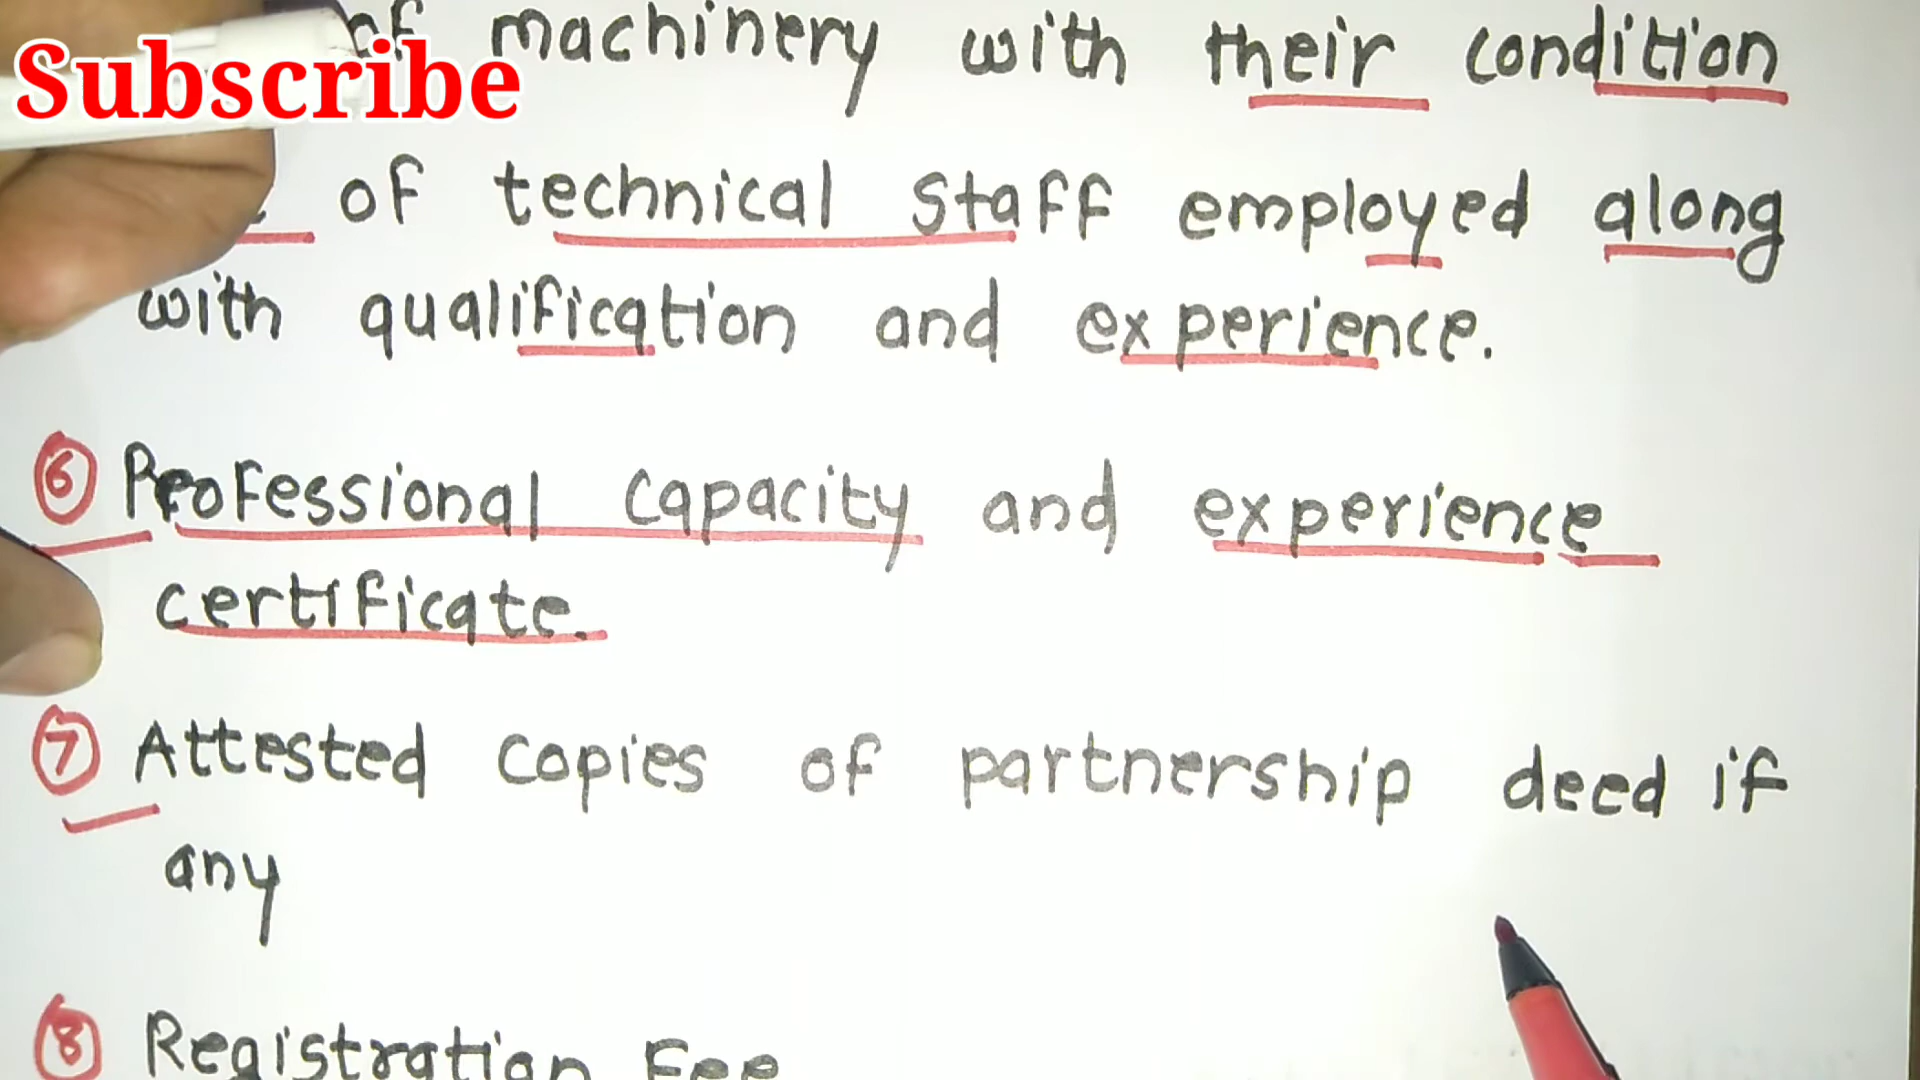 Subscribe
of machinery with their condition
of technical staff employed along
with qualification and experience.
6 Professional capacity and experience
certificate.
7 Attested copies of partnership deed if
any
8 Registration Fee